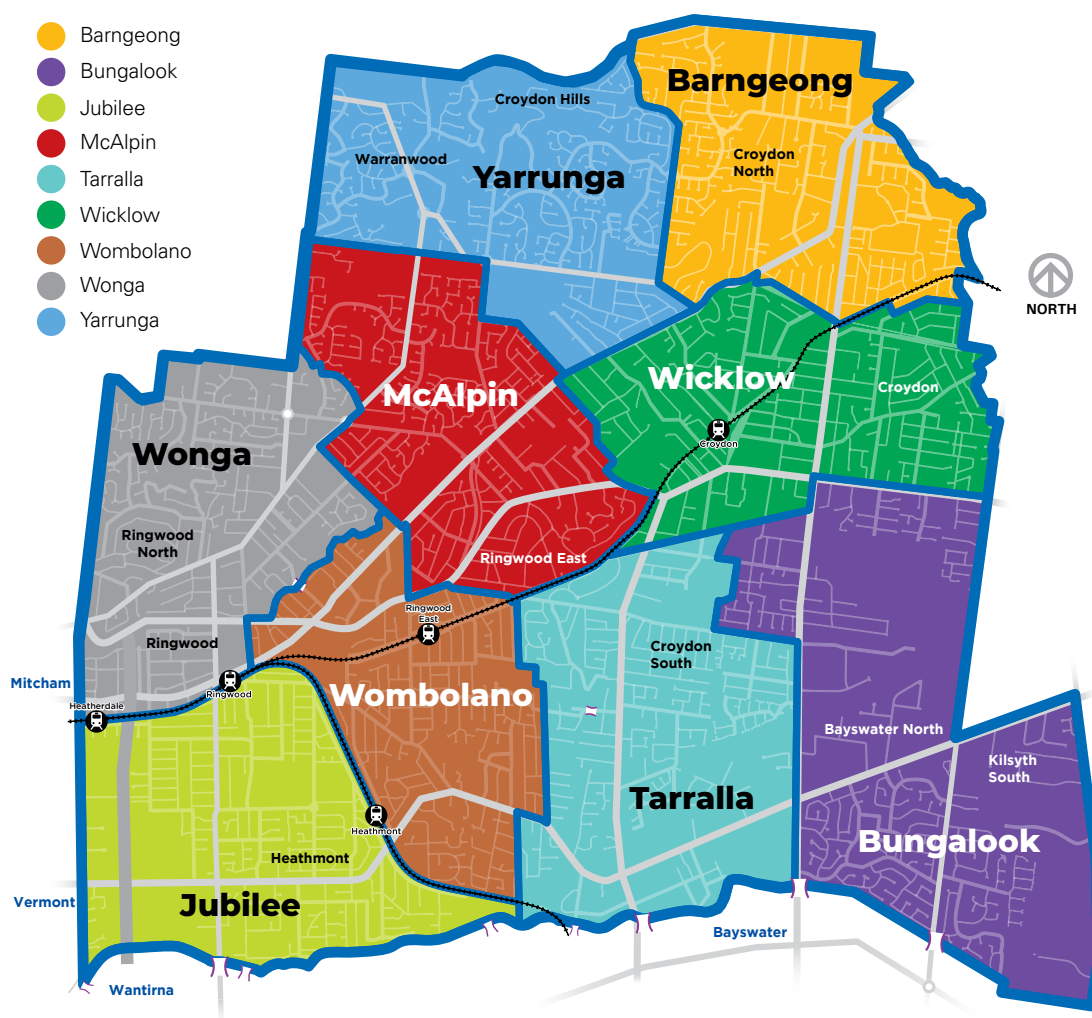 Barngeong
Bungalook
Jubilee
McAlpin
Tarralla
Wicklow
Wombolano
Wonga
Yarrunga
Barngeong
Croydon Hills
Warranwood
Yarrunga
Croydon
North
NORTH
McAlpin
Wicklow
Croydon
Croydon
Wonga
Ringwood
North
Ringwood East
Ringwood
East
Ringwood
Croydon
South
Mitcham
Ringwood
Heatherdale
Wombolano
Bayswater North
Kilsyth
South
Tarralla
Heathmont
Bungalook
Heathmont
Jubilee
Vermont
Bayswater
Wantirna